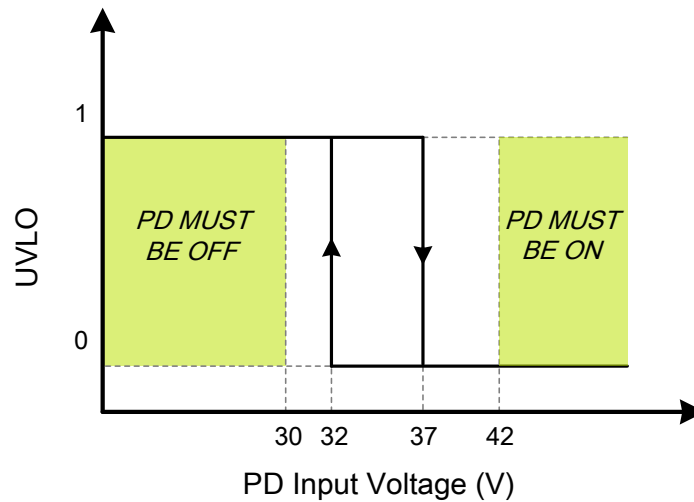 1
UVLO
PD MUST
BE OFF
PD MUST
BE ON
0
30 32 37 42
PD Input Voltage (V)